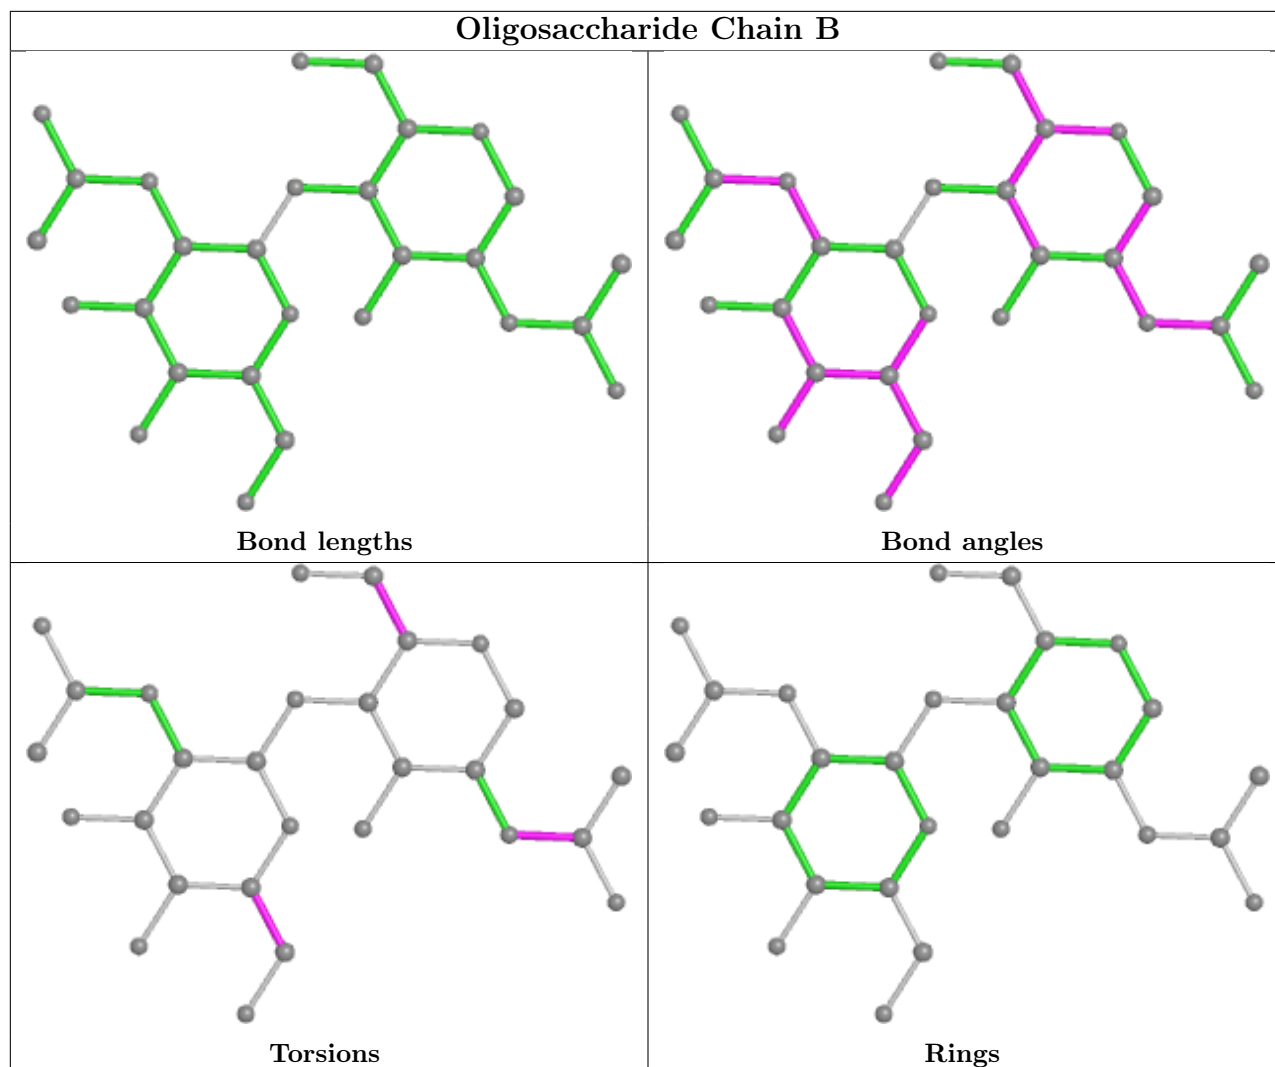 Oligosaccharide Chain B
Bond lengths
Bond angles
Torsions
Rings